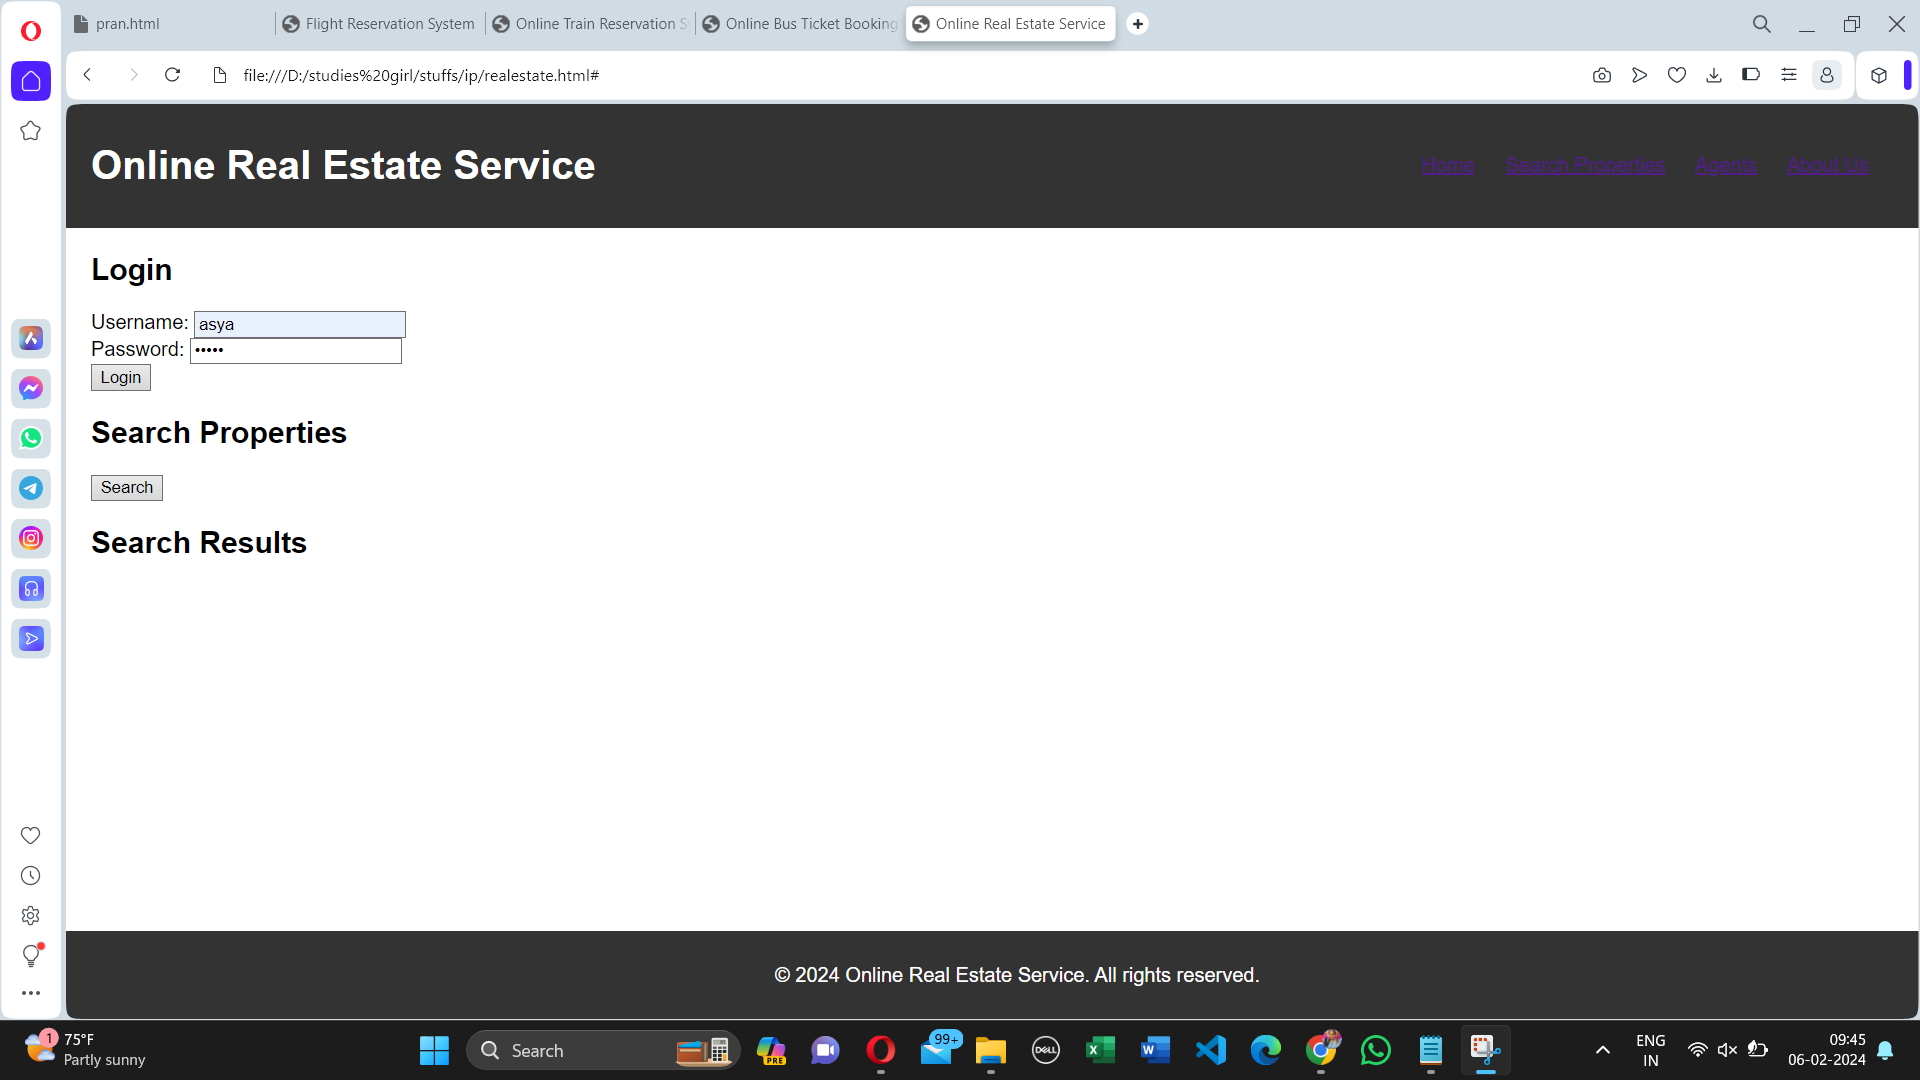 pran.html
Flight Reservation System
Online Train Reservation S
Online Bus Ticket Booking
Online Real Estate Service
file:///D:/studies%20girl/stuffs/ip/realestate.html#
Online Real Estate Service
Home Search Properties Agents About Us
Login
Username: asya
Password: •••••
Login
Search Properties
Search
Search Results
© 2024 Online Real Estate Service. All rights reserved.
1
75°F
Partly sunny
Search
PRE
99+
DELL
ENG
IN
09:45
06-02-2024